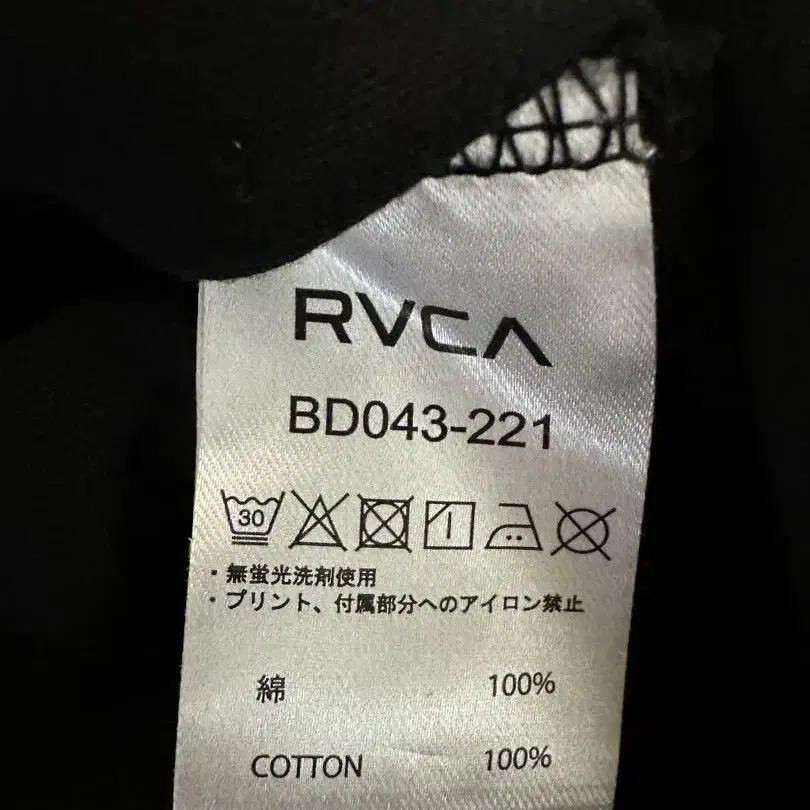 RVCA
BD043-221
30
・無蛍光洗剤使用
・プリント、付属部分へのアイロン禁止
綿 100%
COTTON 100%